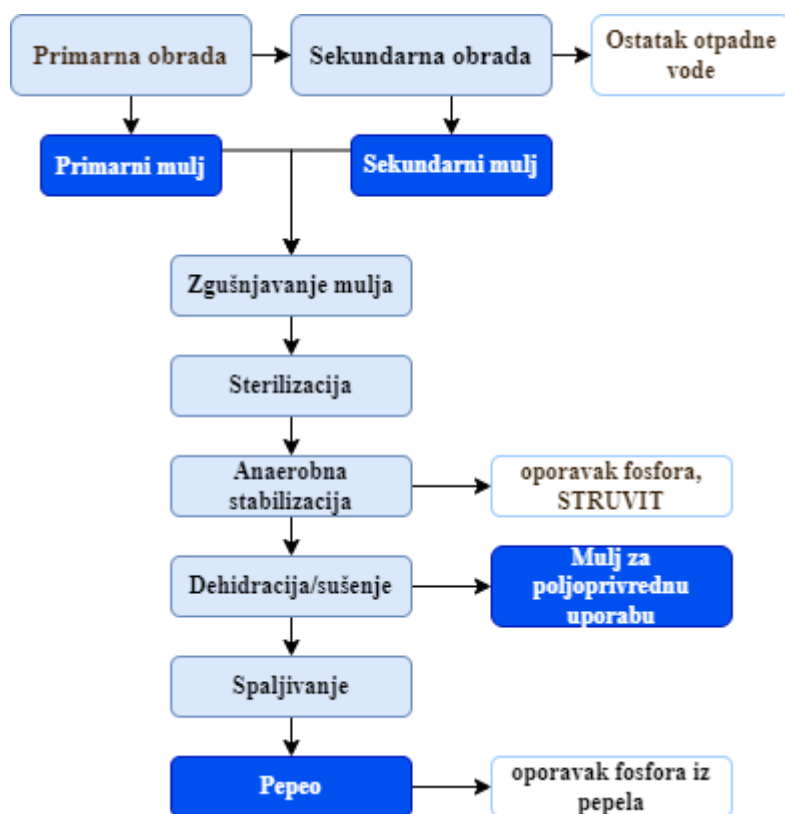 Primarna obrada
Sekundarna obrada
Ostatak otpadne
vode
Primarni mulj
Sekundarni mulj
Zgušnjavanje mulja
Sterilizacija
Anaerobna
stabilizacija
oporavak fosfora,
STRUVIT
Dehidracija/sušenje
Mulj za
poljoprivrednu
uporabu
Spaljivanje
Pepeo
oporavak fosfora iz
pepela